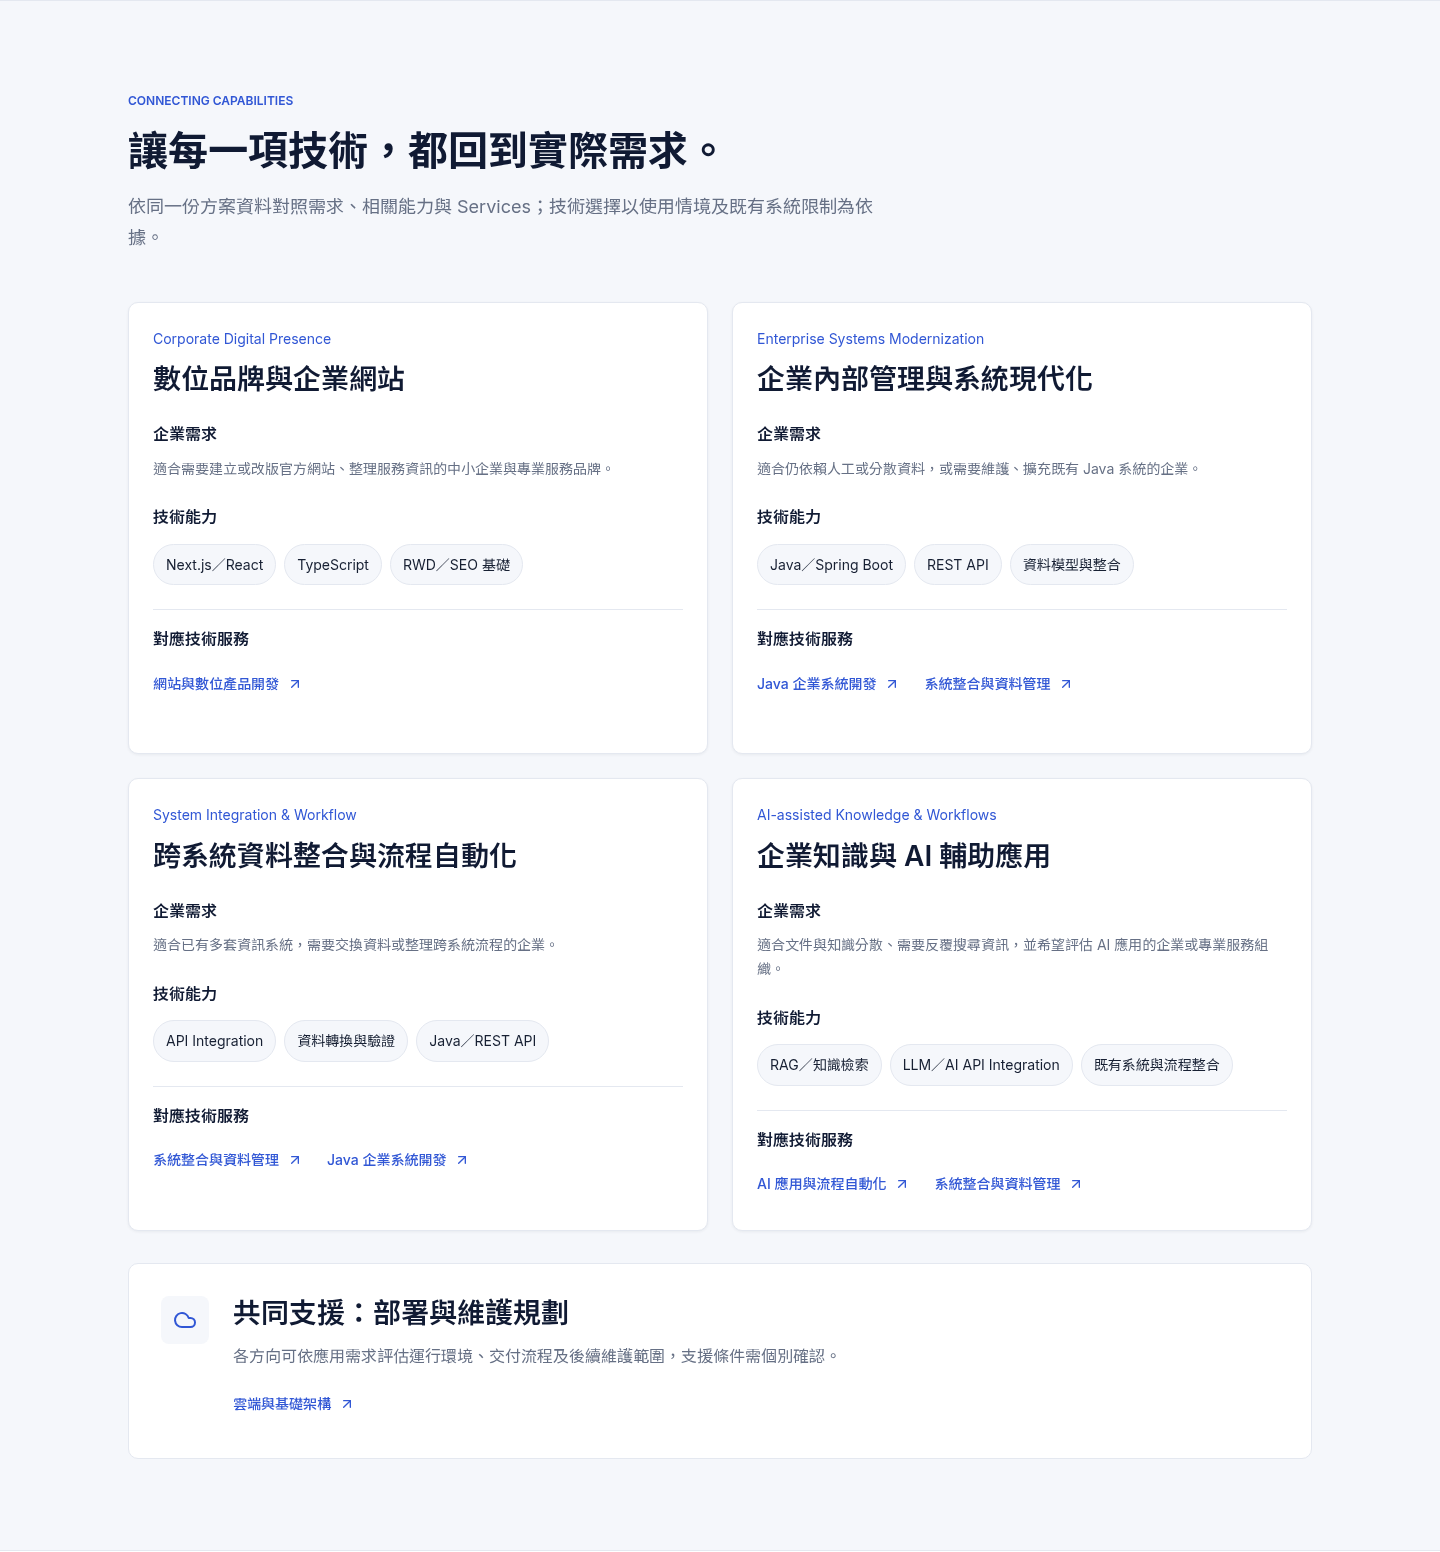 CONNECTING CAPABILITIES
讓每一項技術，都回到實際需求。
依同一份方案資料對照需求、相關能力與 Services；技術選擇以使用情境及既有系統限制為依
據。
Corporate Digital Presence
數位品牌與企業網站
企業需求
適合需要建立或改版官方網站、整理服務資訊的中小企業與專業服務品牌。
技術能力
Next.js／React
TypeScript
RWD／SEO 基礎
對應技術服務
網站與數位產品開發
Enterprise Systems Modernization
企業內部管理與系統現代化
企業需求
適合仍依賴人工或分散資料，或需要維護、擴充既有 Java 系統的企業。
技術能力
Java／Spring Boot
REST API
資料模型與整合
對應技術服務
Java 企業系統開發
系統整合與資料管理
System Integration & Workflow
跨系統資料整合與流程自動化
企業需求
適合已有多套資訊系統，需要交換資料或整理跨系統流程的企業。
技術能力
API Integration
資料轉換與驗證
Java／REST API
對應技術服務
系統整合與資料管理
Java 企業系統開發
AI-assisted Knowledge & Workflows
企業知識與 AI 輔助應用
企業需求
適合文件與知識分散、需要反覆搜尋資訊，並希望評估 AI 應用的企業或專業服務組
織。
技術能力
RAG／知識檢索
LLM／AI API Integration
既有系統與流程整合
對應技術服務
AI 應用與流程自動化
系統整合與資料管理
共同支援：部署與維護規劃
各方向可依應用需求評估運行環境、交付流程及後續維護範圍，支援條件需個別確認。
雲端與基礎架構